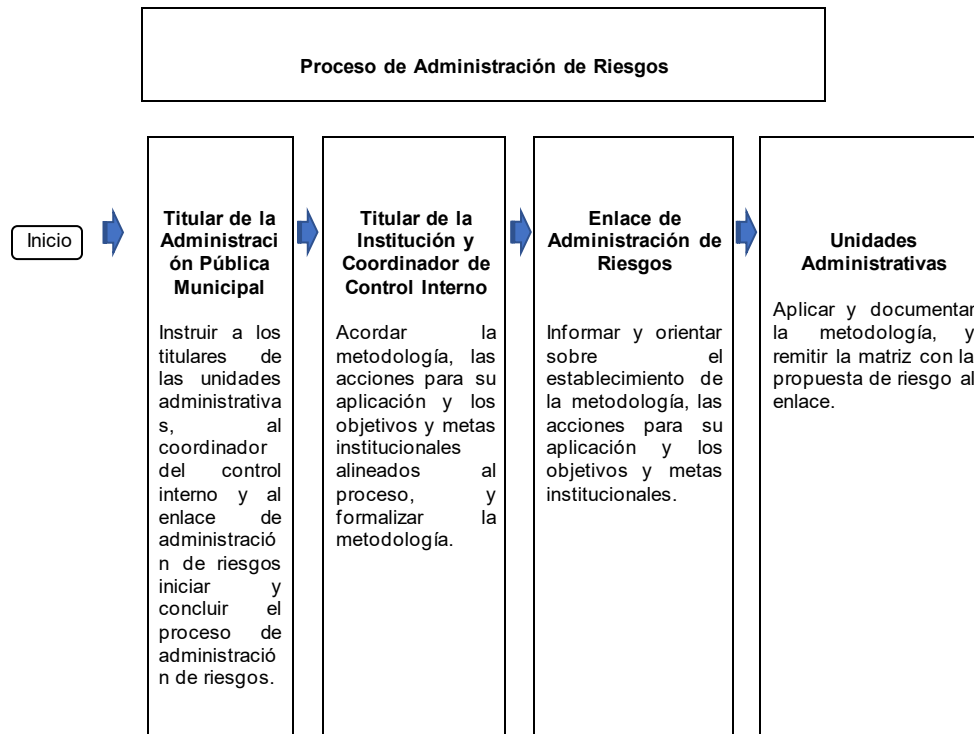 Proceso de Administración de Riesgos
Inicio
Titular de la
Administraci
ón Pública
Municipal
Instruir a los
titulares de
las unidades
administrativa
s, al
coordinador
del control
interno y al
enlace de
administració
n de riesgos
iniciar y
concluir el
proceso de
administració
n de riesgos.
Titular de la
Institución y
Coordinador de
Control Interno
Acordar la
metodología, las
acciones para su
aplicación y los
objetivos y metas
institucionales
alineados al
proceso, y
formalizar la
metodología.
Enlace de
Administración de
Riesgos
Informar y orientar
sobre el
establecimiento de
la metodología, las
acciones para su
aplicación y los
objetivos y metas
institucionales.
Unidades
Administrativas
Aplicar y documentar
la metodología, y
remitir la matriz con la
propuesta de riesgo al
enlace.